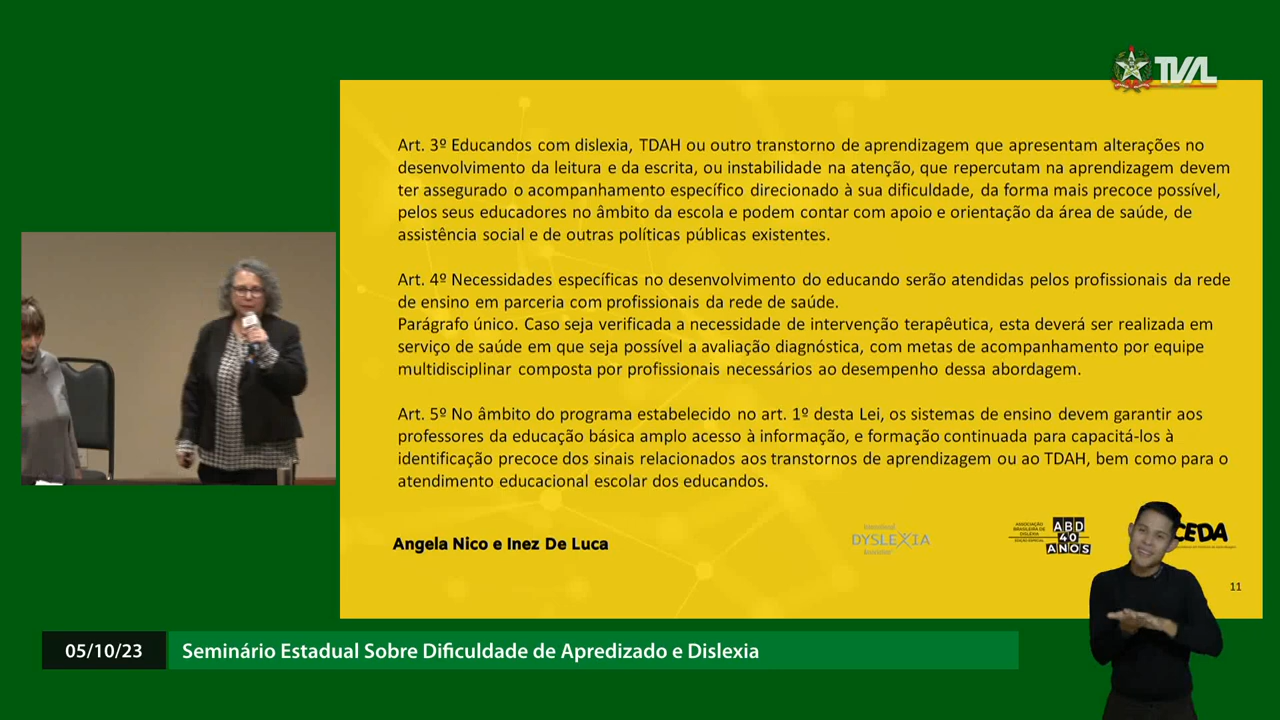 TVAL
Art. 3º Educandos com dislexia, TDAH ou outro transtorno de aprendizagem que apresentam alterações no
desenvolvimento da leitura e da escrita, ou instabilidade na atenção, que repercutam na aprendizagem devem
ter assegurado o acompanhamento específico direcionado à sua dificuldade, da forma mais precoce possível,
pelos seus educadores no âmbito da escola e podem contar com apoio e orientação da área de saúde, de
assistência social e de outras políticas públicas existentes.
Art. 4º Necessidades específicas no desenvolvimento do educando serão atendidas pelos profissionais da rede
de ensino em parceria com profissionais da rede de saúde.
Parágrafo único. Caso seja verificada a necessidade de intervenção terapêutica, esta deverá ser realizada em
serviço de saúde em que seja possível a avaliação diagnóstica, com metas de acompanhamento por equipe
multidisciplinar composta por profissionais necessários ao desempenho dessa abordagem.
Art. 5º No âmbito do programa estabelecido no art. 1º desta Lei, os sistemas de ensino devem garantir aos
professores da educação básica amplo acesso à informação, e formação continuada para capacitá-los à
identificação precoce dos sinais relacionados aos transtornos de aprendizagem ou ao TDAH, bem como para o
atendimento educacional escolar dos educandos.
Angela Nico e Inez De Luca
DYSLEXIA
ASSOCIAÇÃO
BRASILEIRA DE
DISLEXIA
ABD
40
ANOS
CEDA
11
05/10/23
Seminário Estadual Sobre Dificuldade de Apredizado e Dislexia